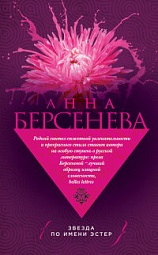 АННА
БЕРСЕНЕВА
Редкий синтез сюжетной увлекательности
и прекрасного стиля ставит автора
на особую ступень в русской
литературе: проза
Берсеневой – лучший
образец изящной
словесности,
belles lettres
ЗВЕЗДА
ПО ИМЕНИ ЭСТЕР